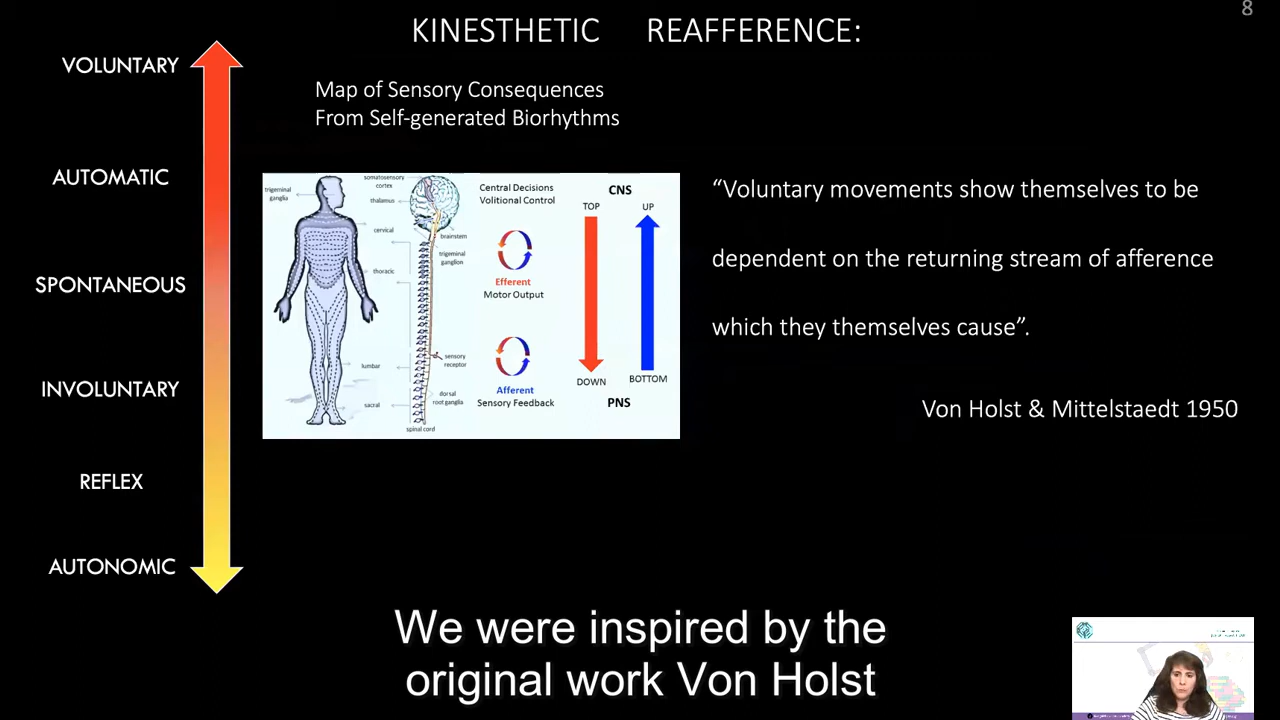 8
KINESTHETIC REAFFERENCE:
VOLUNTARY
AUTOMATIC
SPONTANEOUS
INVOLUNTARY
REFLEX
AUTONOMIC
Map of Sensory Consequences
From Self-generated Biorhythms
trigeminal
ganglia
somatosensory
cortex
thalamus
cervical
brainstem
trigeminal
ganglion
thoracic
sensory
receptor
lumbar
dorsal
root ganglia
sacral
spinal cord
Central Decisions
Volitional Control
Efferent
Motor Output
Afferent
Sensory Feedback
CNS
TOP
UP
DOWN
BOTTOM
PNS
“Voluntary movements show themselves to be
dependent on the returning stream of afference
which they themselves cause”.
Von Holst & Mittelstaedt 1950
We were inspired by the
original work Von Holst